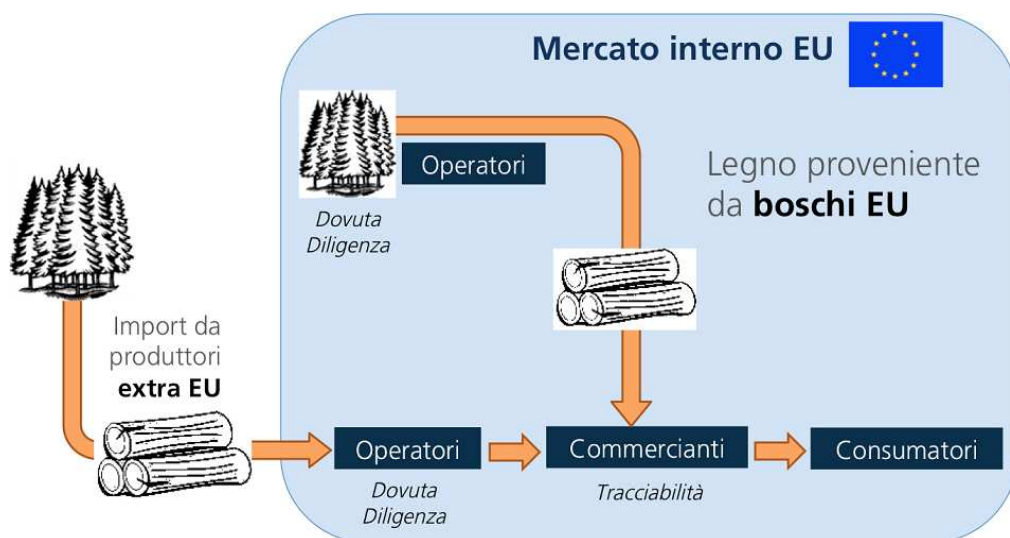 Mercato interno EU
Operatori
Dovuta
Diligenza
Legno proveniente
da boschi EU
Import da
produttori
extra EU
Operatori
Commercianti
Consumatori
Dovuta
Diligenza
Tracciabilità